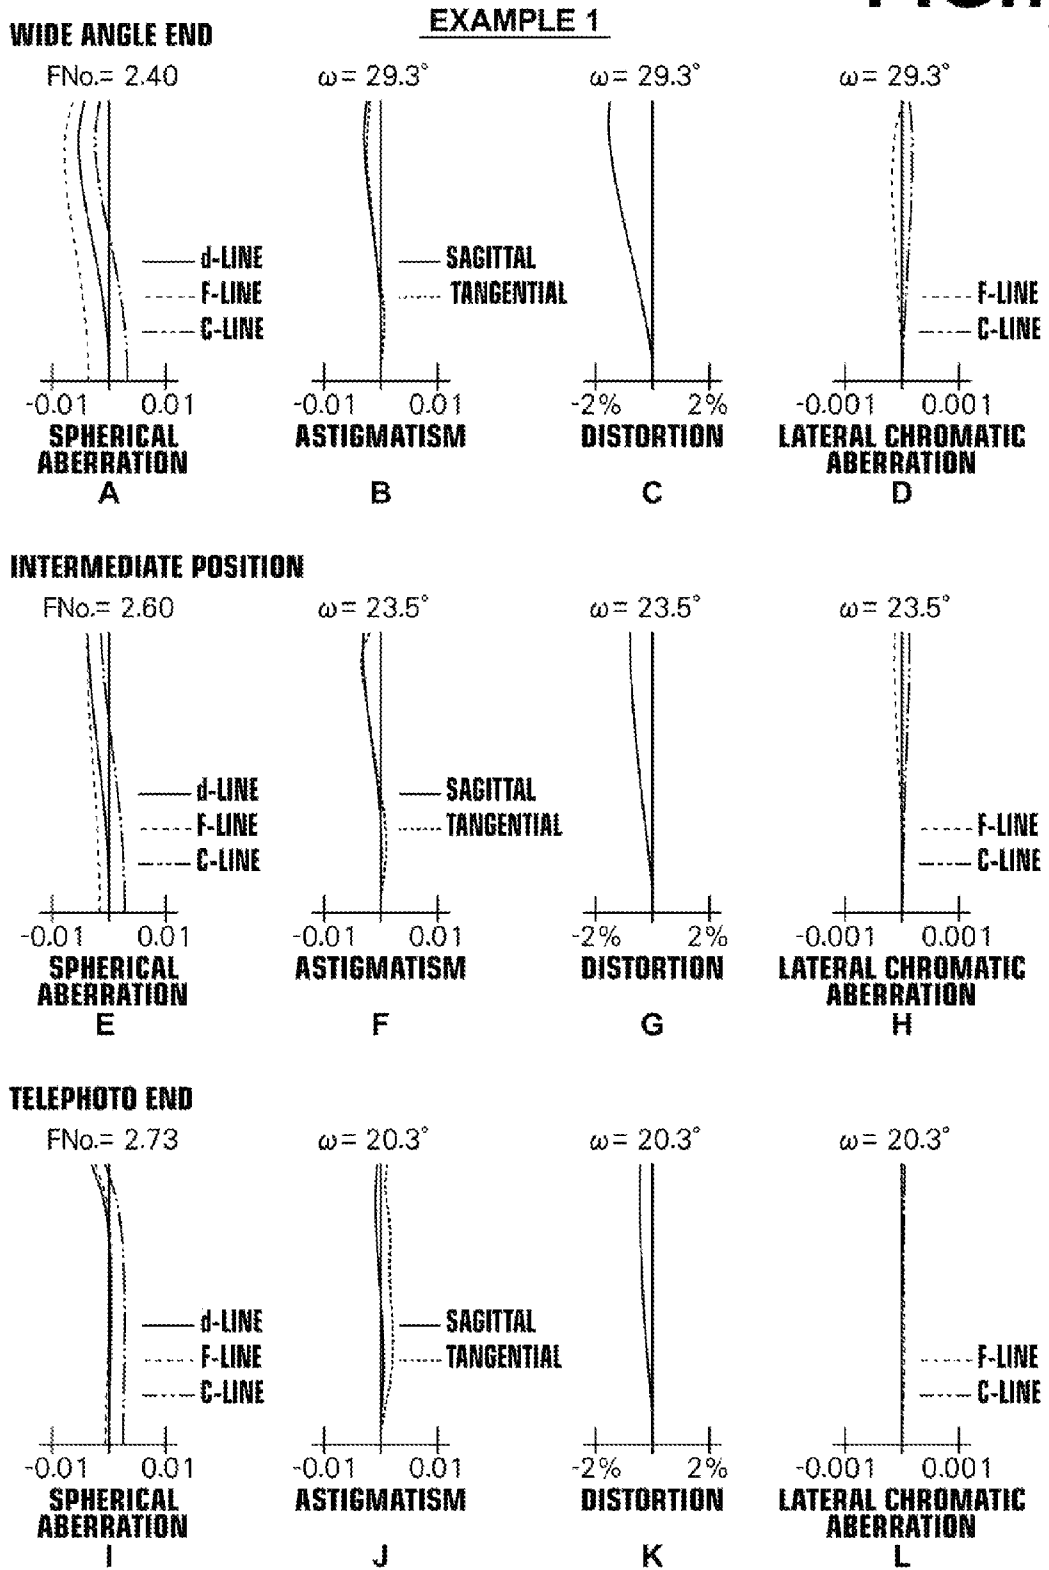 EXAMPLE 1
WIDE ANGLE END
FNo.= 2.40
ω= 29.3°
ω= 29.3°
ω= 29.3°
d-LINE
F-LINE
C-LINE
SAGITTAL
TANGENTIAL
F-LINE
C-LINE
-0.01 0.01
-0.01 0.01
-2% 2%
-0.001 0.001
SPHERICAL
ABERRATION
ASTIGMATISM
DISTORTION
LATERAL CHROMATIC
ABERRATION
A
B
C
D
INTERMEDIATE POSITION
FNo.= 2.60
ω= 23.5°
ω= 23.5°
ω= 23.5°
d-LINE
F-LINE
C-LINE
SAGITTAL
TANGENTIAL
F-LINE
C-LINE
-0.01 0.01
-0.01 0.01
-2% 2%
-0.001 0.001
SPHERICAL
ABERRATION
ASTIGMATISM
DISTORTION
LATERAL CHROMATIC
ABERRATION
E
F
G
H
TELEPHOTO END
FNo.= 2.73
ω= 20.3°
ω= 20.3°
ω= 20.3°
d-LINE
F-LINE
C-LINE
SAGITTAL
TANGENTIAL
F-LINE
C-LINE
-0.01 0.01
-0.01 0.01
-2% 2%
-0.001 0.001
SPHERICAL
ABERRATION
ASTIGMATISM
DISTORTION
LATERAL CHROMATIC
ABERRATION
I
J
K
L